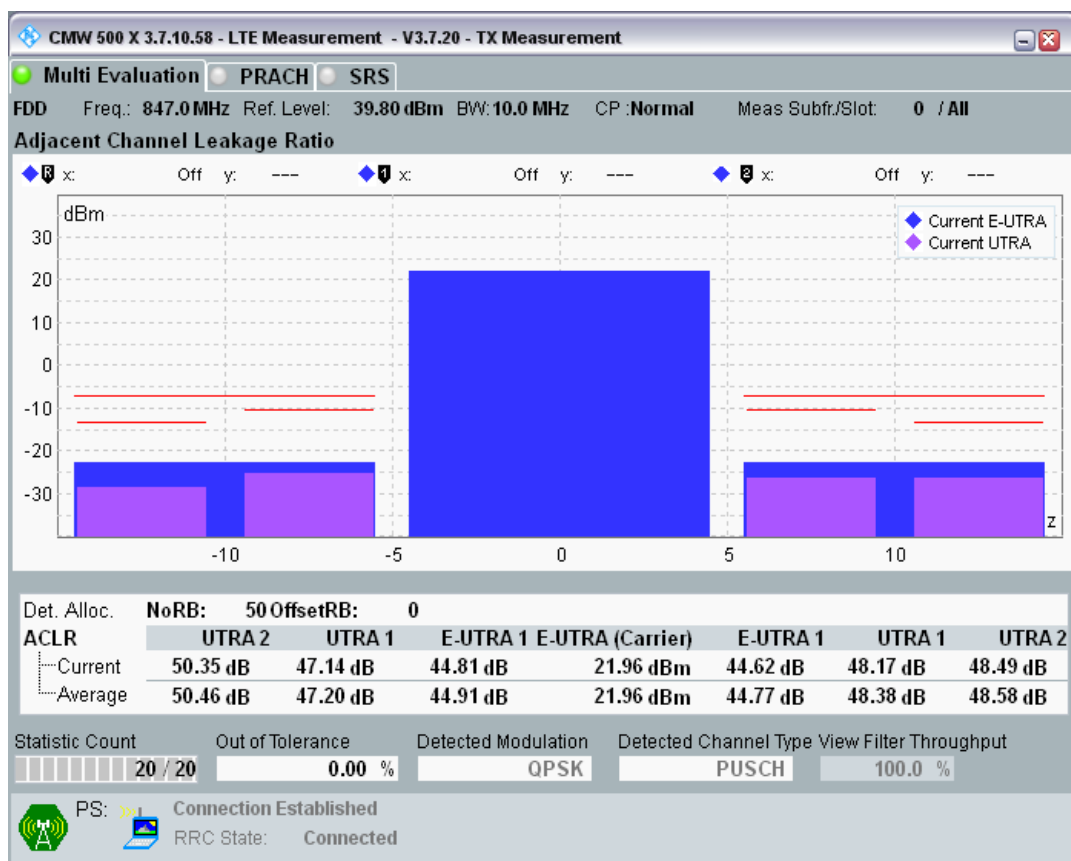 CMW 500 X 3.7.10.58 - LTE Measurement - V3.7.20 - TX Measurement
Multi Evaluation PRACH SRS
FDD Freq.: 847.0 MHz Ref. Level: 39.80 dBm BW: 10.0 MHz CP :Normal Meas Subfr./Slot: 0 / All
Adjacent Channel Leakage Ratio
R x: Off y: --- 1 x: Off y: --- 2 x: Off y: ---
dBm
Current E-UTRA
Current UTRA
30
20
10
0
-10
-20
-30
z
-10 -5 0 5 10
Det. Alloc. NoRB: 50 OffsetRB: 0
ACLR UTRA 2 UTRA 1 E-UTRA 1 E-UTRA (Carrier) E-UTRA 1 UTRA 1 UTRA 2
Current 50.35 dB 47.14 dB 44.81 dB 21.96 dBm 44.62 dB 48.17 dB 48.49 dB
Average 50.46 dB 47.20 dB 44.91 dB 21.96 dBm 44.77 dB 48.38 dB 48.58 dB
Statistic Count Out of Tolerance Detected Modulation Detected Channel Type View Filter Throughput
20 / 20 0.00 % QPSK PUSCH 100.0 %
PS: Connection Established
RRC State: Connected